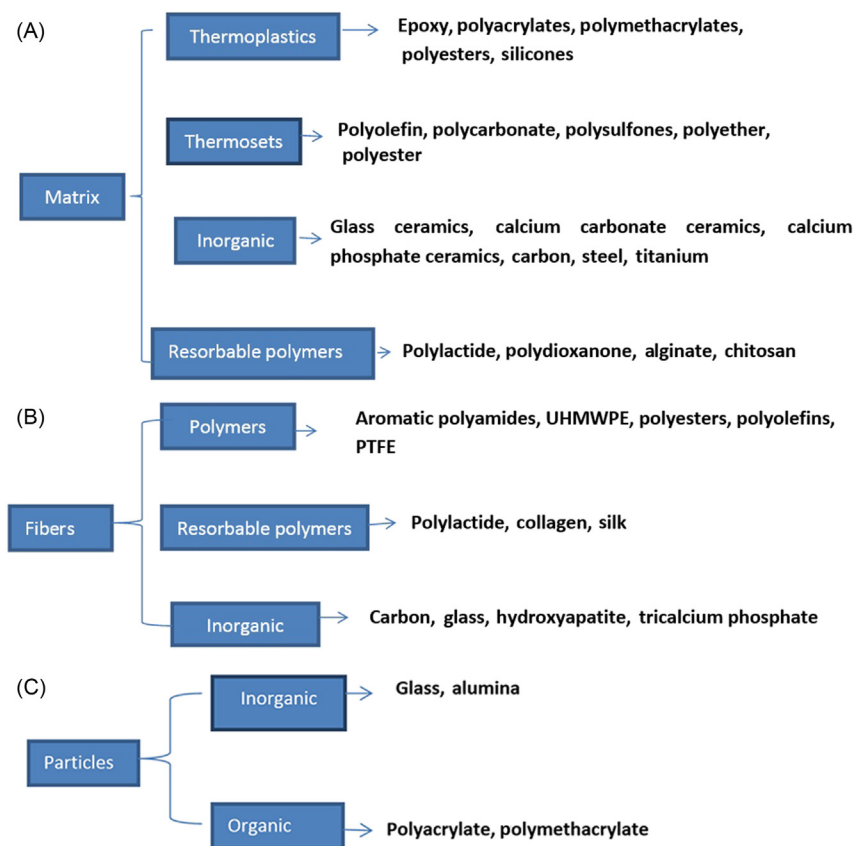 (A)
Matrix
Thermoplastics
Epoxy, polyacrylates, polymethacrylates,
polyesters, silicones
Thermosets
Polyolefin, polycarbonate, polysulfones, polyether,
polyester
Inorganic
Glass ceramics, calcium carbonate ceramics, calcium
phosphate ceramics, carbon, steel, titanium
Resorbable polymers
Polylactide, polydioxanone, alginate, chitosan
(B)
Fibers
Polymers
Aromatic polyamides, UHMWPE, polyesters, polyolefins,
PTFE
Resorbable polymers
Polylactide, collagen, silk
Inorganic
Carbon, glass, hydroxyapatite, tricalcium phosphate
(C)
Particles
Inorganic
Glass, alumina
Organic
Polyacrylate, polymethacrylate